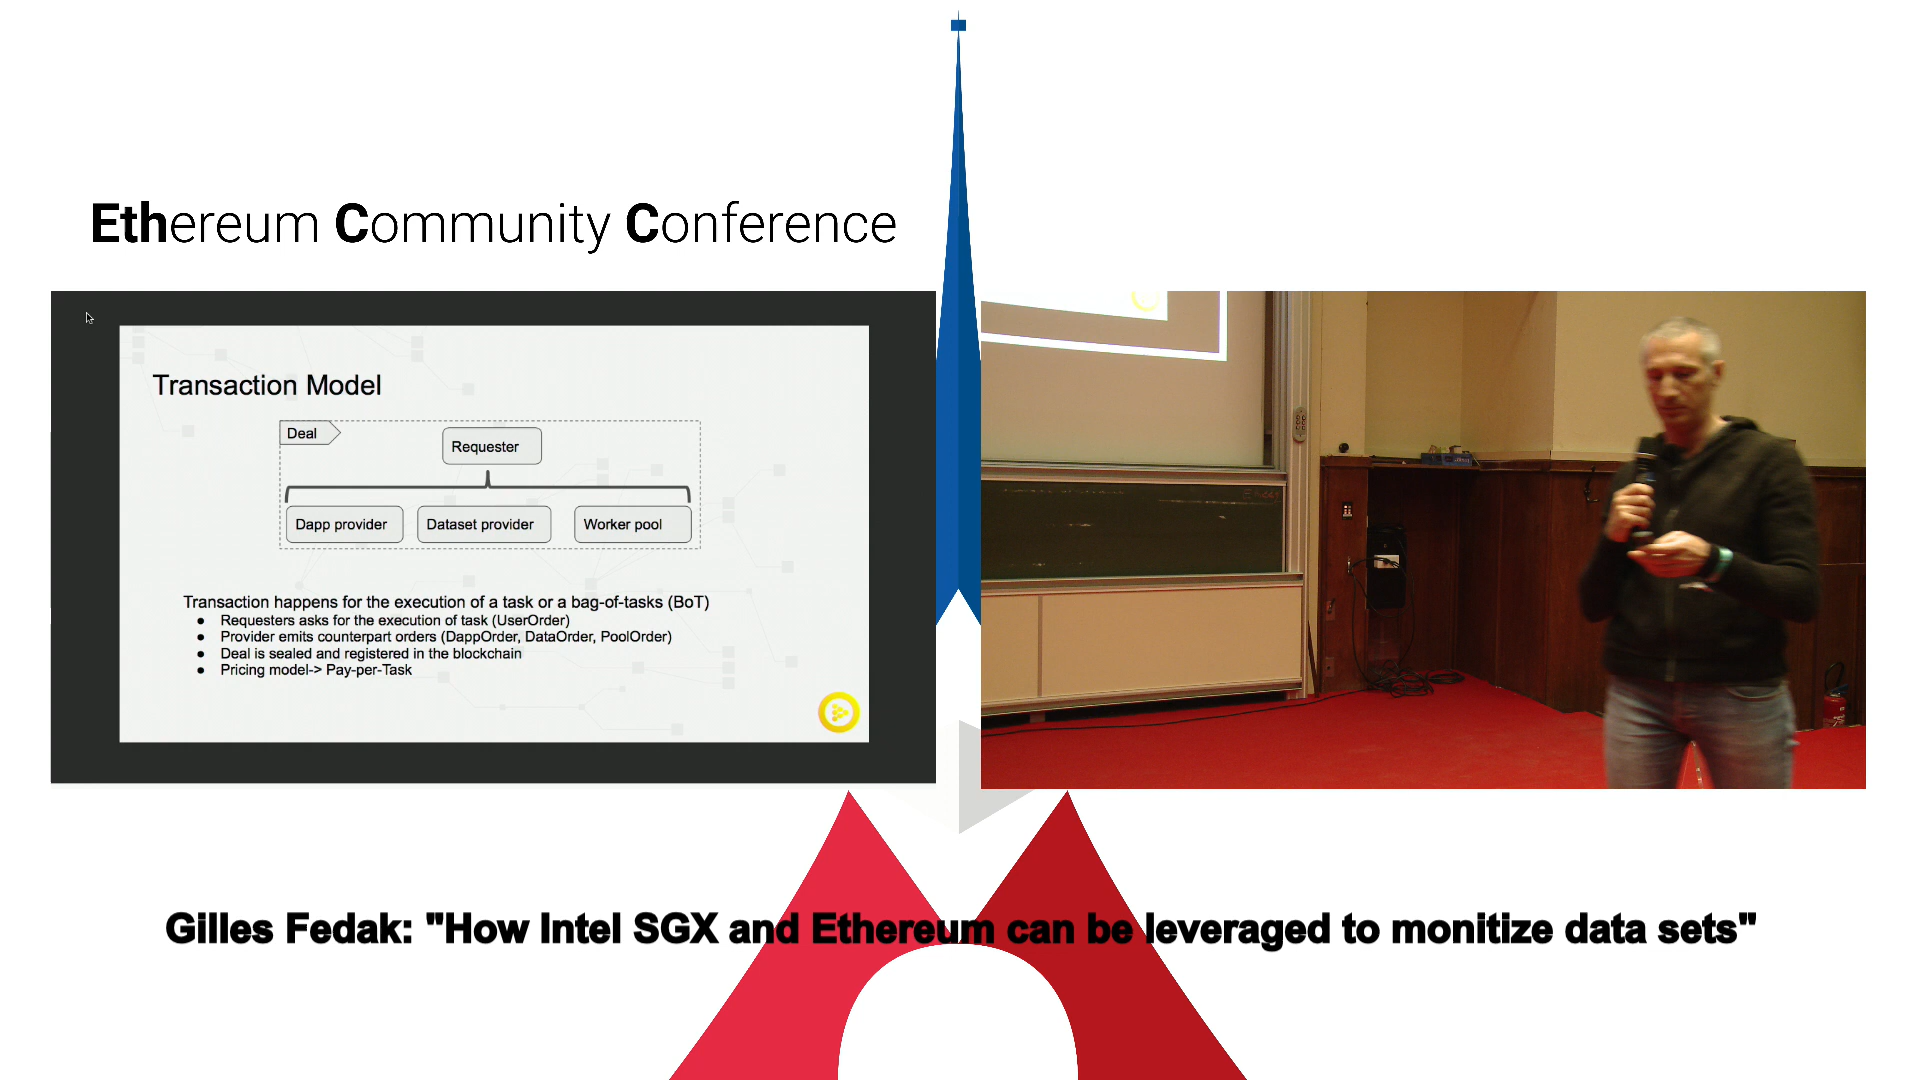 Ethereum Community Conference
Transaction Model
Deal
Requester
Dapp provider
Dataset provider
Worker pool
Transaction happens for the execution of a task or a bag-of-tasks (BoT)
● Requesters asks for the execution of task (UserOrder)
● Provider emits counterpart orders (DappOrder, DataOrder, PoolOrder)
● Deal is sealed and registered in the blockchain
● Pricing model-> Pay-per-Task
Gilles Fedak: "How Intel SGX and Ethereum can be leveraged to monitize data sets"